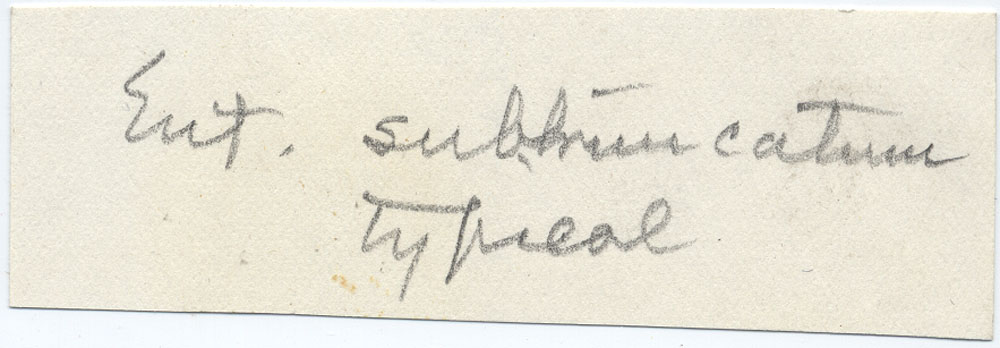 Ent. subtruncatum
typical